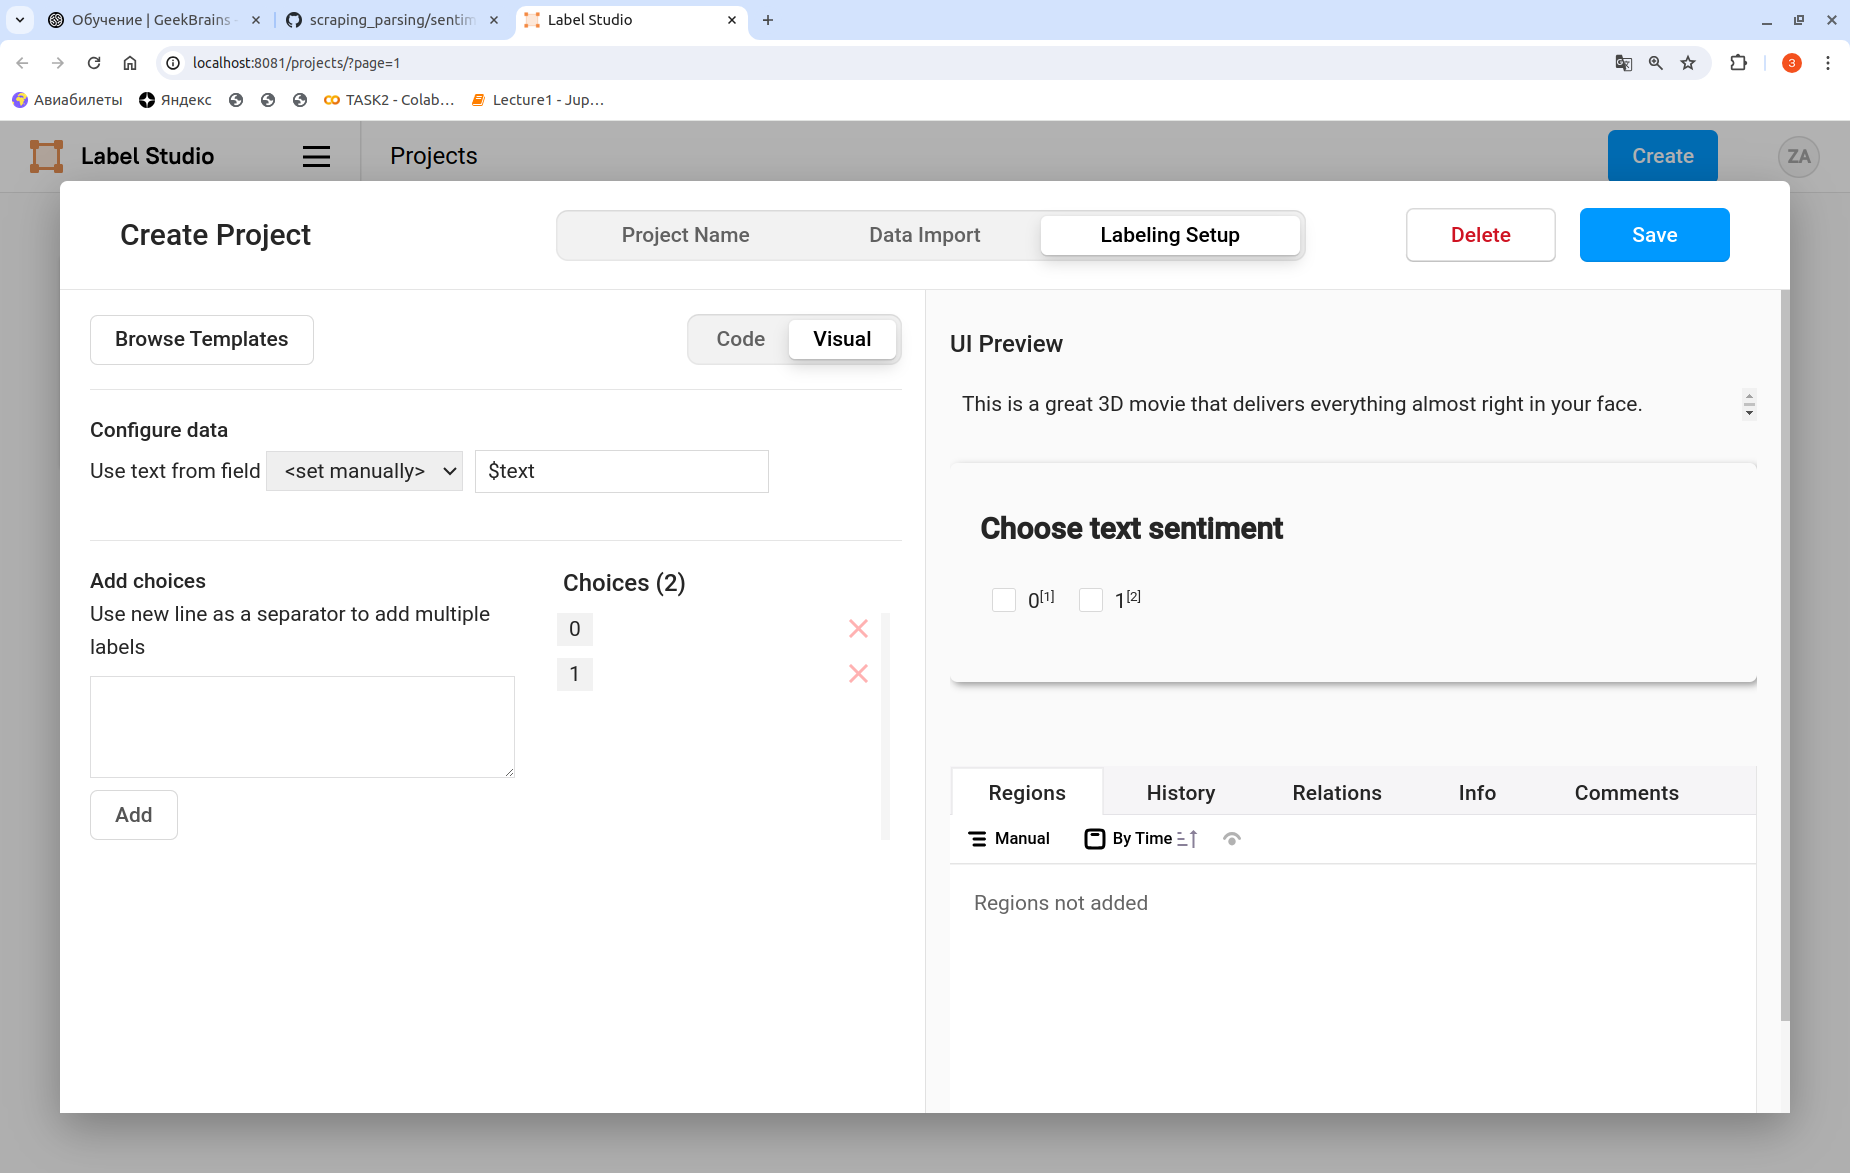 Обучение | GeekBrains
scraping_parsing/sentim
Label Studio
localhost:8081/projects/?page=1
3
Авиабилеты
Яндекс
TASK2 - Colab…
Lecture1 - Jup…
Label Studio
Projects
Create
ZA
Create Project
Project Name
Data Import
Labeling Setup
Delete
Save
Browse Templates
Code
Visual
Configure data
Use text from field
<set manually>
$text
Add choices
Use new line as a separator to add multiple
labels
Add
Choices (2)
0
1
UI Preview
This is a great 3D movie that delivers everything almost right in your face.
Choose text sentiment
0[1] 1[2]
Regions
History
Relations
Info
Comments
Manual
By Time
Regions not added